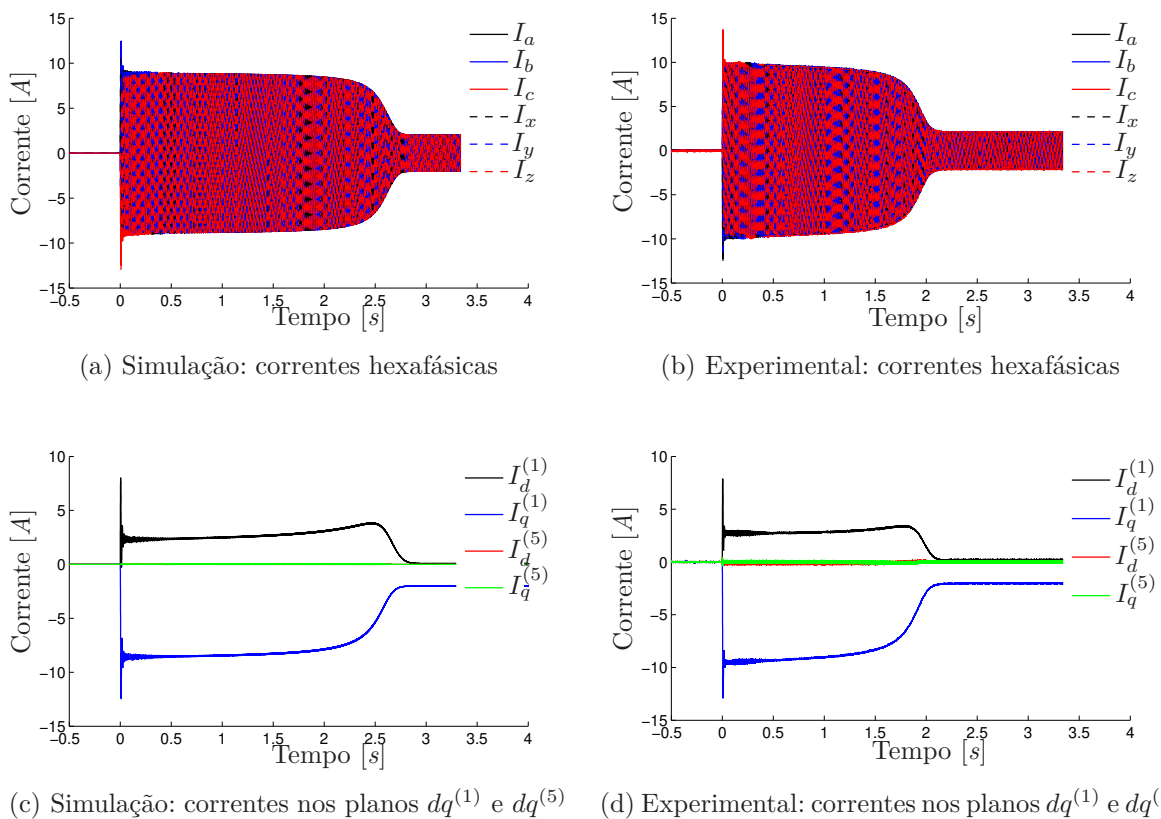 15
10
5
0
−5
−10
−15
−0.5 0 0.5 1 1.5 2 2.5 3 3.5 4
Corrente [A]
Tempo [s]
I_a
I_b
I_c
I_x
I_y
I_z
(a) Simulação: correntes hexafásicas
15
10
5
0
−5
−10
−15
−0.5 0 0.5 1 1.5 2 2.5 3 3.5 4
Corrente [A]
Tempo [s]
I_a
I_b
I_c
I_x
I_y
I_z
(b) Experimental: correntes hexafásicas
10
5
0
−5
−10
−15
−0.5 0 0.5 1 1.5 2 2.5 3 3.5 4
Corrente [A]
Tempo [s]
I_d^(1)
I_q^(1)
I_d^(5)
I_q^(5)
(c) Simulação: correntes nos planos dq^(1) e dq^(5)
10
5
0
−5
−10
−15
−0.5 0 0.5 1 1.5 2 2.5 3 3.5 4
Corrente [A]
Tempo [s]
I_d^(1)
I_q^(1)
I_d^(5)
I_q^(5)
(d) Experimental: correntes nos planos dq^(1) e dq^(